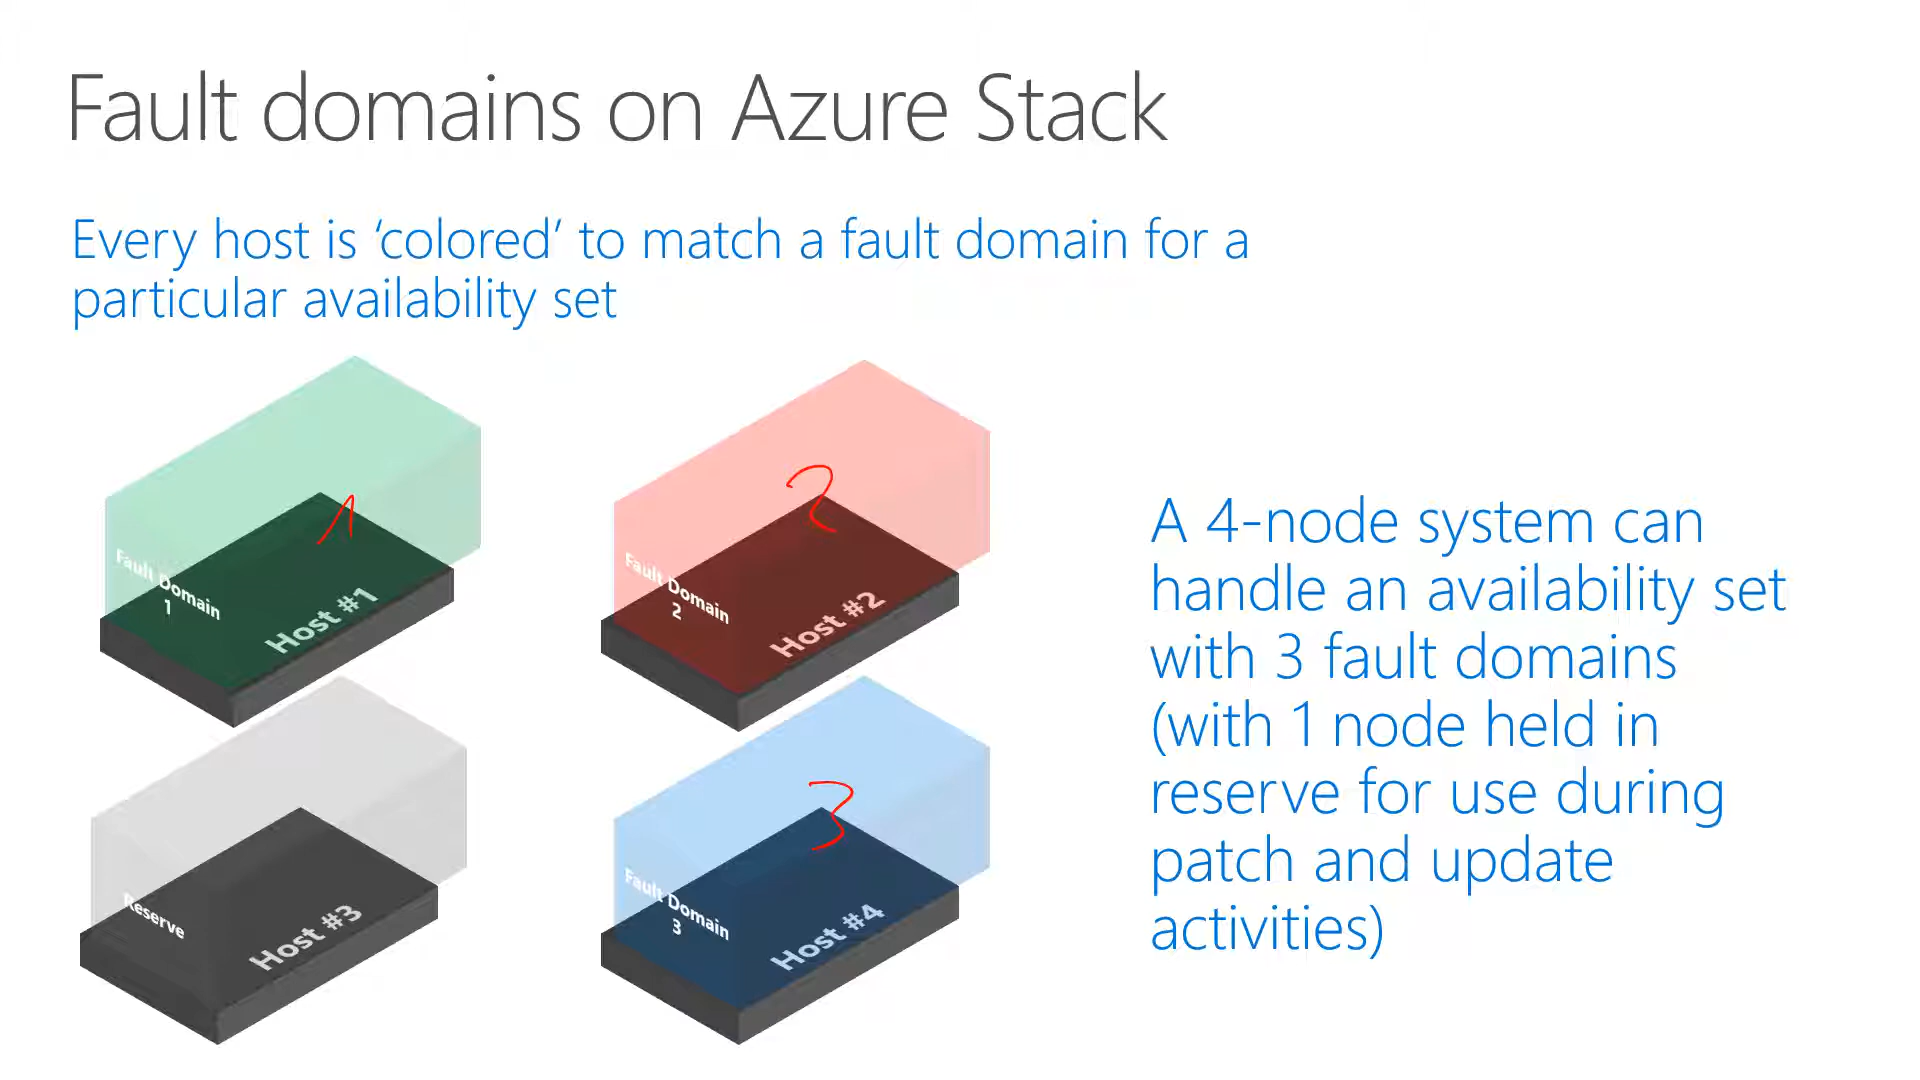 Fault domains on Azure Stack
Every host is ‘colored’ to match a fault domain for a
particular availability set
1
Fault Domain
1
Host #1
2
Fault Domain
2
Host #2
Reserve
Host #3
3
Fault Domain
3
Host #4
A 4-node system can
handle an availability set
with 3 fault domains
(with 1 node held in
reserve for use during
patch and update
activities)